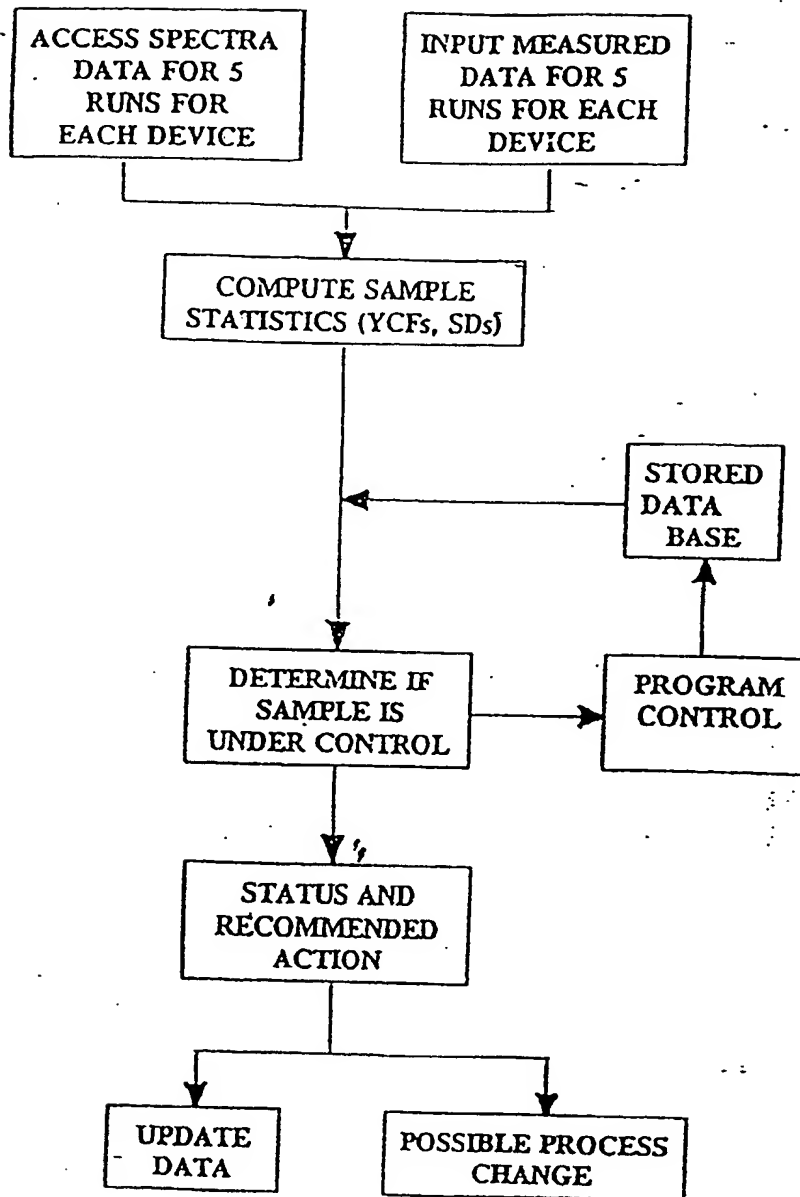 ACCESS SPECTRA
DATA FOR 5
RUNS FOR
EACH DEVICE
INPUT MEASURED
DATA FOR 5
RUNS FOR EACH
DEVICE
COMPUTE SAMPLE
STATISTICS (YCFs, SDs)
STORED
DATA
BASE
DETERMINE IF
SAMPLE IS
UNDER CONTROL
PROGRAM
CONTROL
STATUS AND
RECOMMENDED
ACTION
UPDATE
DATA
POSSIBLE PROCESS
CHANGE